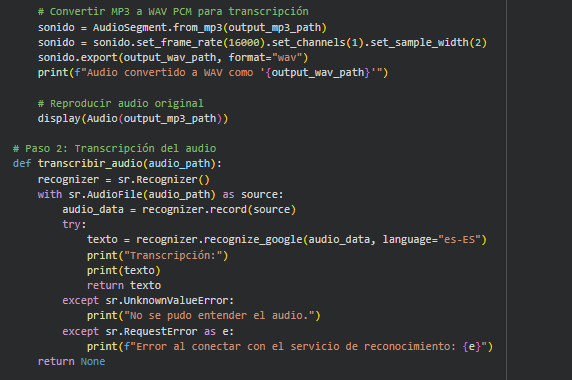 # Convertir MP3 a WAV PCM para transcripción
sonido = AudioSegment.from_mp3(output_mp3_path)
sonido = sonido.set_frame_rate(16000).set_channels(1).set_sample_width(2)
sonido.export(output_wav_path, format="wav")
print(f"Audio convertido a WAV como '{output_wav_path}'")
# Reproducir audio original
display(Audio(output_mp3_path))
# Paso 2: Transcripción del audio
def transcribir_audio(audio_path):
recognizer = sr.Recognizer()
with sr.AudioFile(audio_path) as source:
audio_data = recognizer.record(source)
try:
texto = recognizer.recognize_google(audio_data, language="es-ES")
print("Transcripción:")
print(texto)
return texto
except sr.UnknownValueError:
print("No se pudo entender el audio.")
except sr.RequestError as e:
print(f"Error al conectar con el servicio de reconocimiento: {e}")
return None